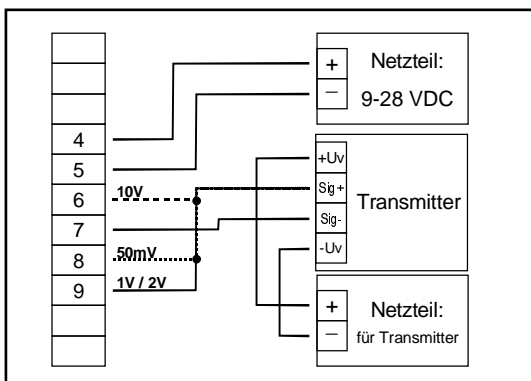 4
5
6
7
8
9
10V
50mV
1V / 2V
+
−
Netzteil:
9-28 VDC
+Uv
Sig+
Sig-
-Uv
Transmitter
+
−
Netzteil:
für Transmitter